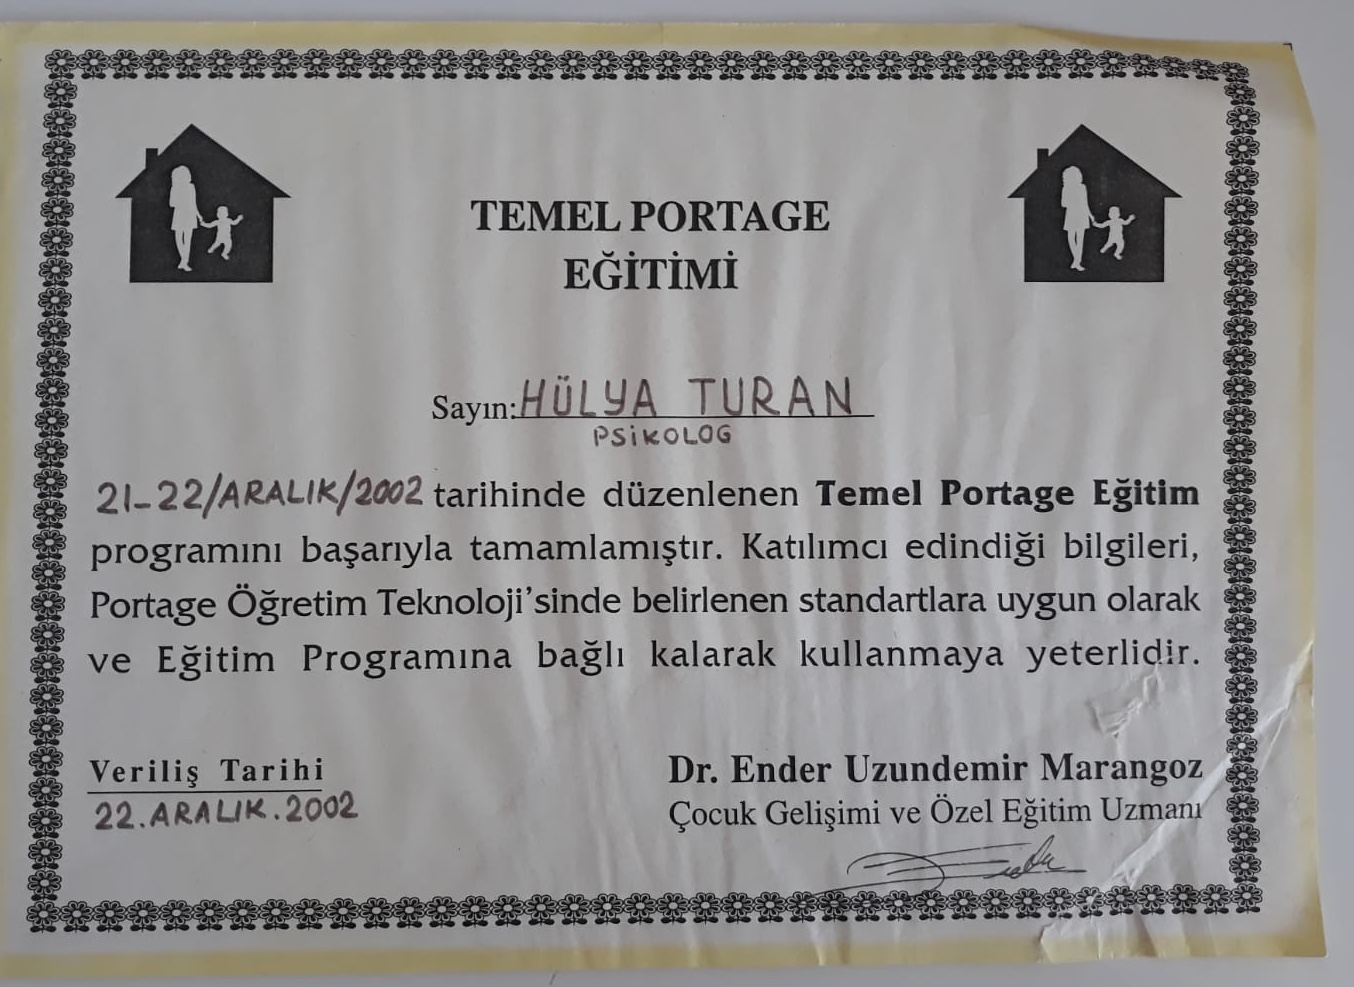 TEMEL PORTAGE
EĞİTİMİ
Sayın: HÜLYA TURAN
PSİKOLOG
21-22/ARALIK/2002 tarihinde düzenlenen Temel Portage Eğitim
programını başarıyla tamamlamıştır. Katılımcı edindiği bilgileri,
Portage Öğretim Teknoloji'sinde belirlenen standartlara uygun olarak
ve Eğitim Programına bağlı kalarak kullanmaya yeterlidir.
Veriliş Tarihi
22.ARALIK.2002
Dr. Ender Uzundemir Marangoz
Çocuk Gelişimi ve Özel Eğitim Uzmanı